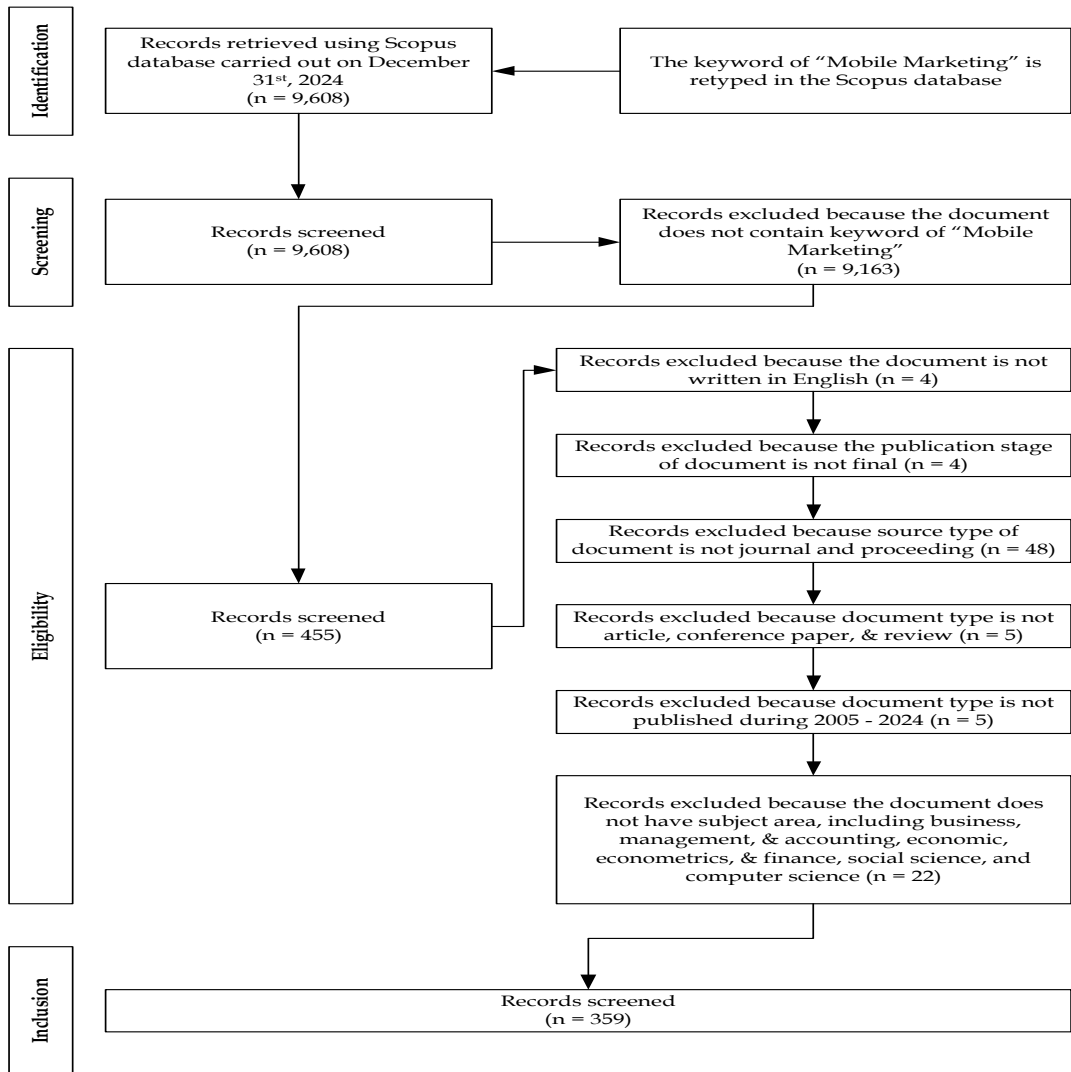 Identification
Records retrieved using Scopus
database carried out on December
31st, 2024
(n = 9,608)
The keyword of “Mobile Marketing” is
retyped in the Scopus database
Screening
Records screened
(n = 9,608)
Records excluded because the document
does not contain keyword of “Mobile
Marketing”
(n = 9,163)
Eligibility
Records screened
(n = 455)
Records excluded because the document is not
written in English (n = 4)
Records excluded because the publication stage
of document is not final (n = 4)
Records excluded because source type of
document is not journal and proceeding (n = 48)
Records excluded because document type is not
article, conference paper, & review (n = 5)
Records excluded because document type is not
published during 2005 - 2024 (n = 5)
Records excluded because the document does
not have subject area, including business,
management, & accounting, economic,
econometrics, & finance, social science, and
computer science (n = 22)
Inclusion
Records screened
(n = 359)